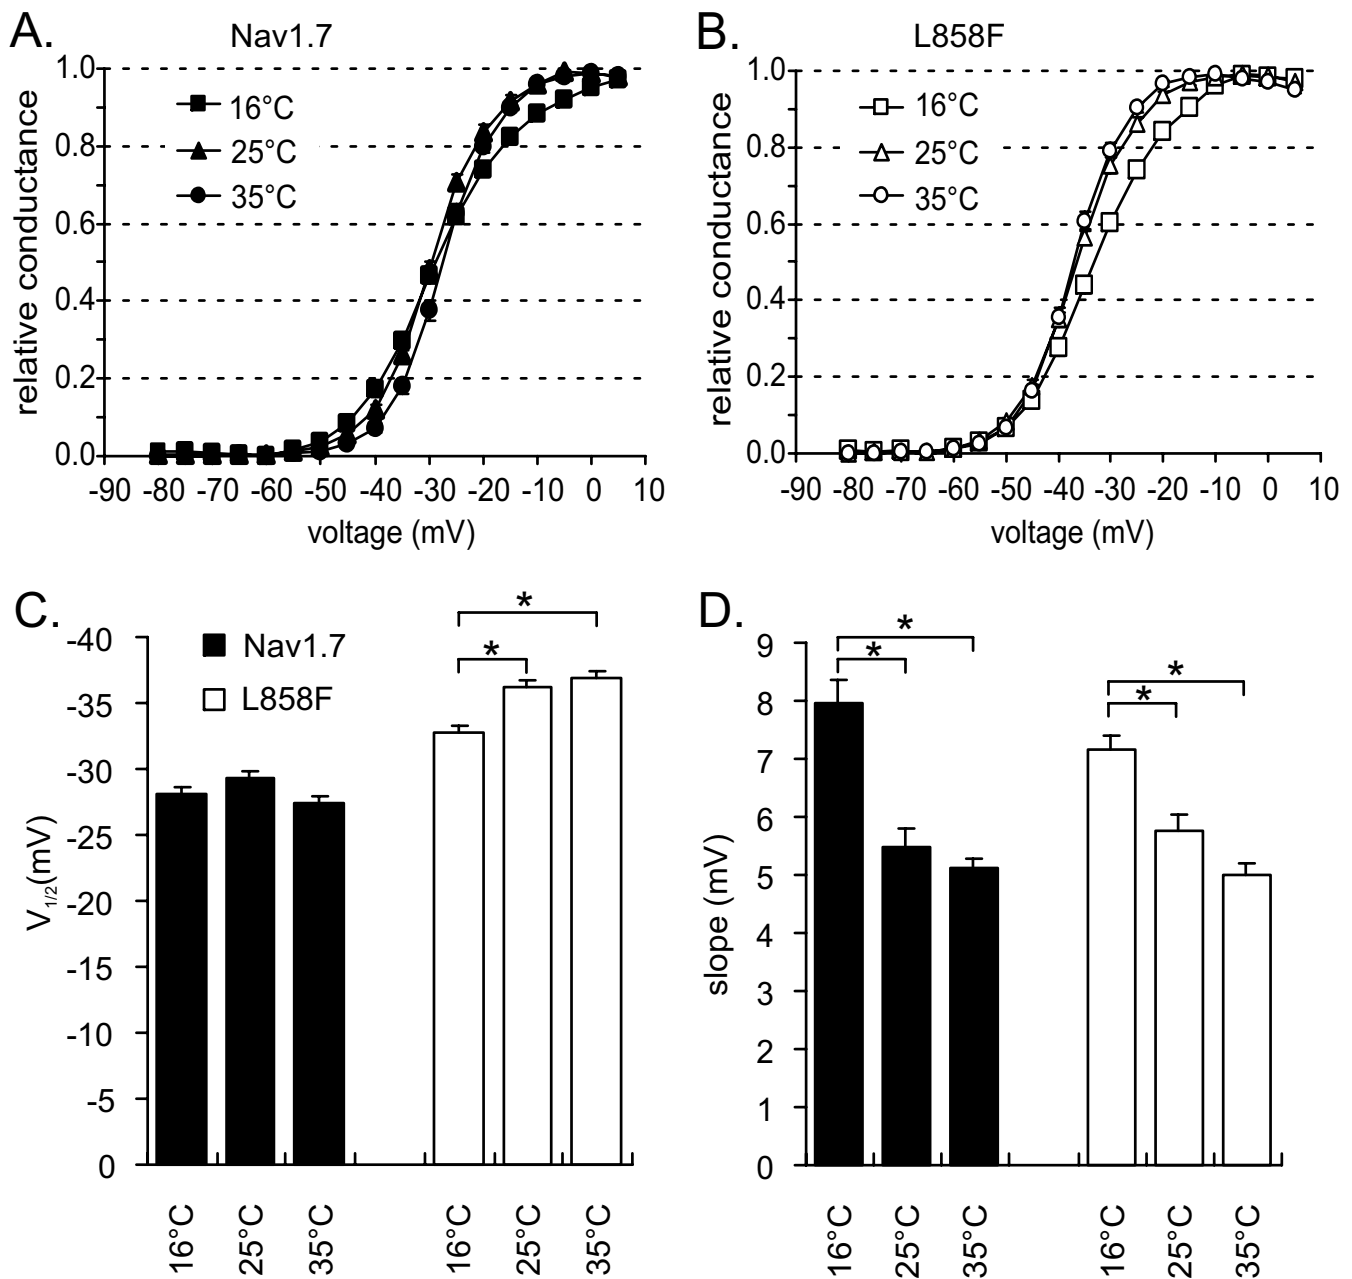 A.
Nav1.7
1.0
0.8
0.6
0.4
0.2
0.0
relative conductance
16°C
25°C
35°C
-90 -80 -70 -60 -50 -40 -30 -20 -10 0 10
voltage (mV)
B.
L858F
1.0
0.8
0.6
0.4
0.2
0.0
relative conductance
16°C
25°C
35°C
-90 -80 -70 -60 -50 -40 -30 -20 -10 0 10
voltage (mV)
C.
Nav1.7
L858F
* *
-40
-35
-30
-25
-20
-15
-10
-5
0
V1/2(mV)
16°C 25°C 35°C 16°C 25°C 35°C
D.
* * * *
9
8
7
6
5
4
3
2
1
0
slope (mV)
16°C 25°C 35°C 16°C 25°C 35°C